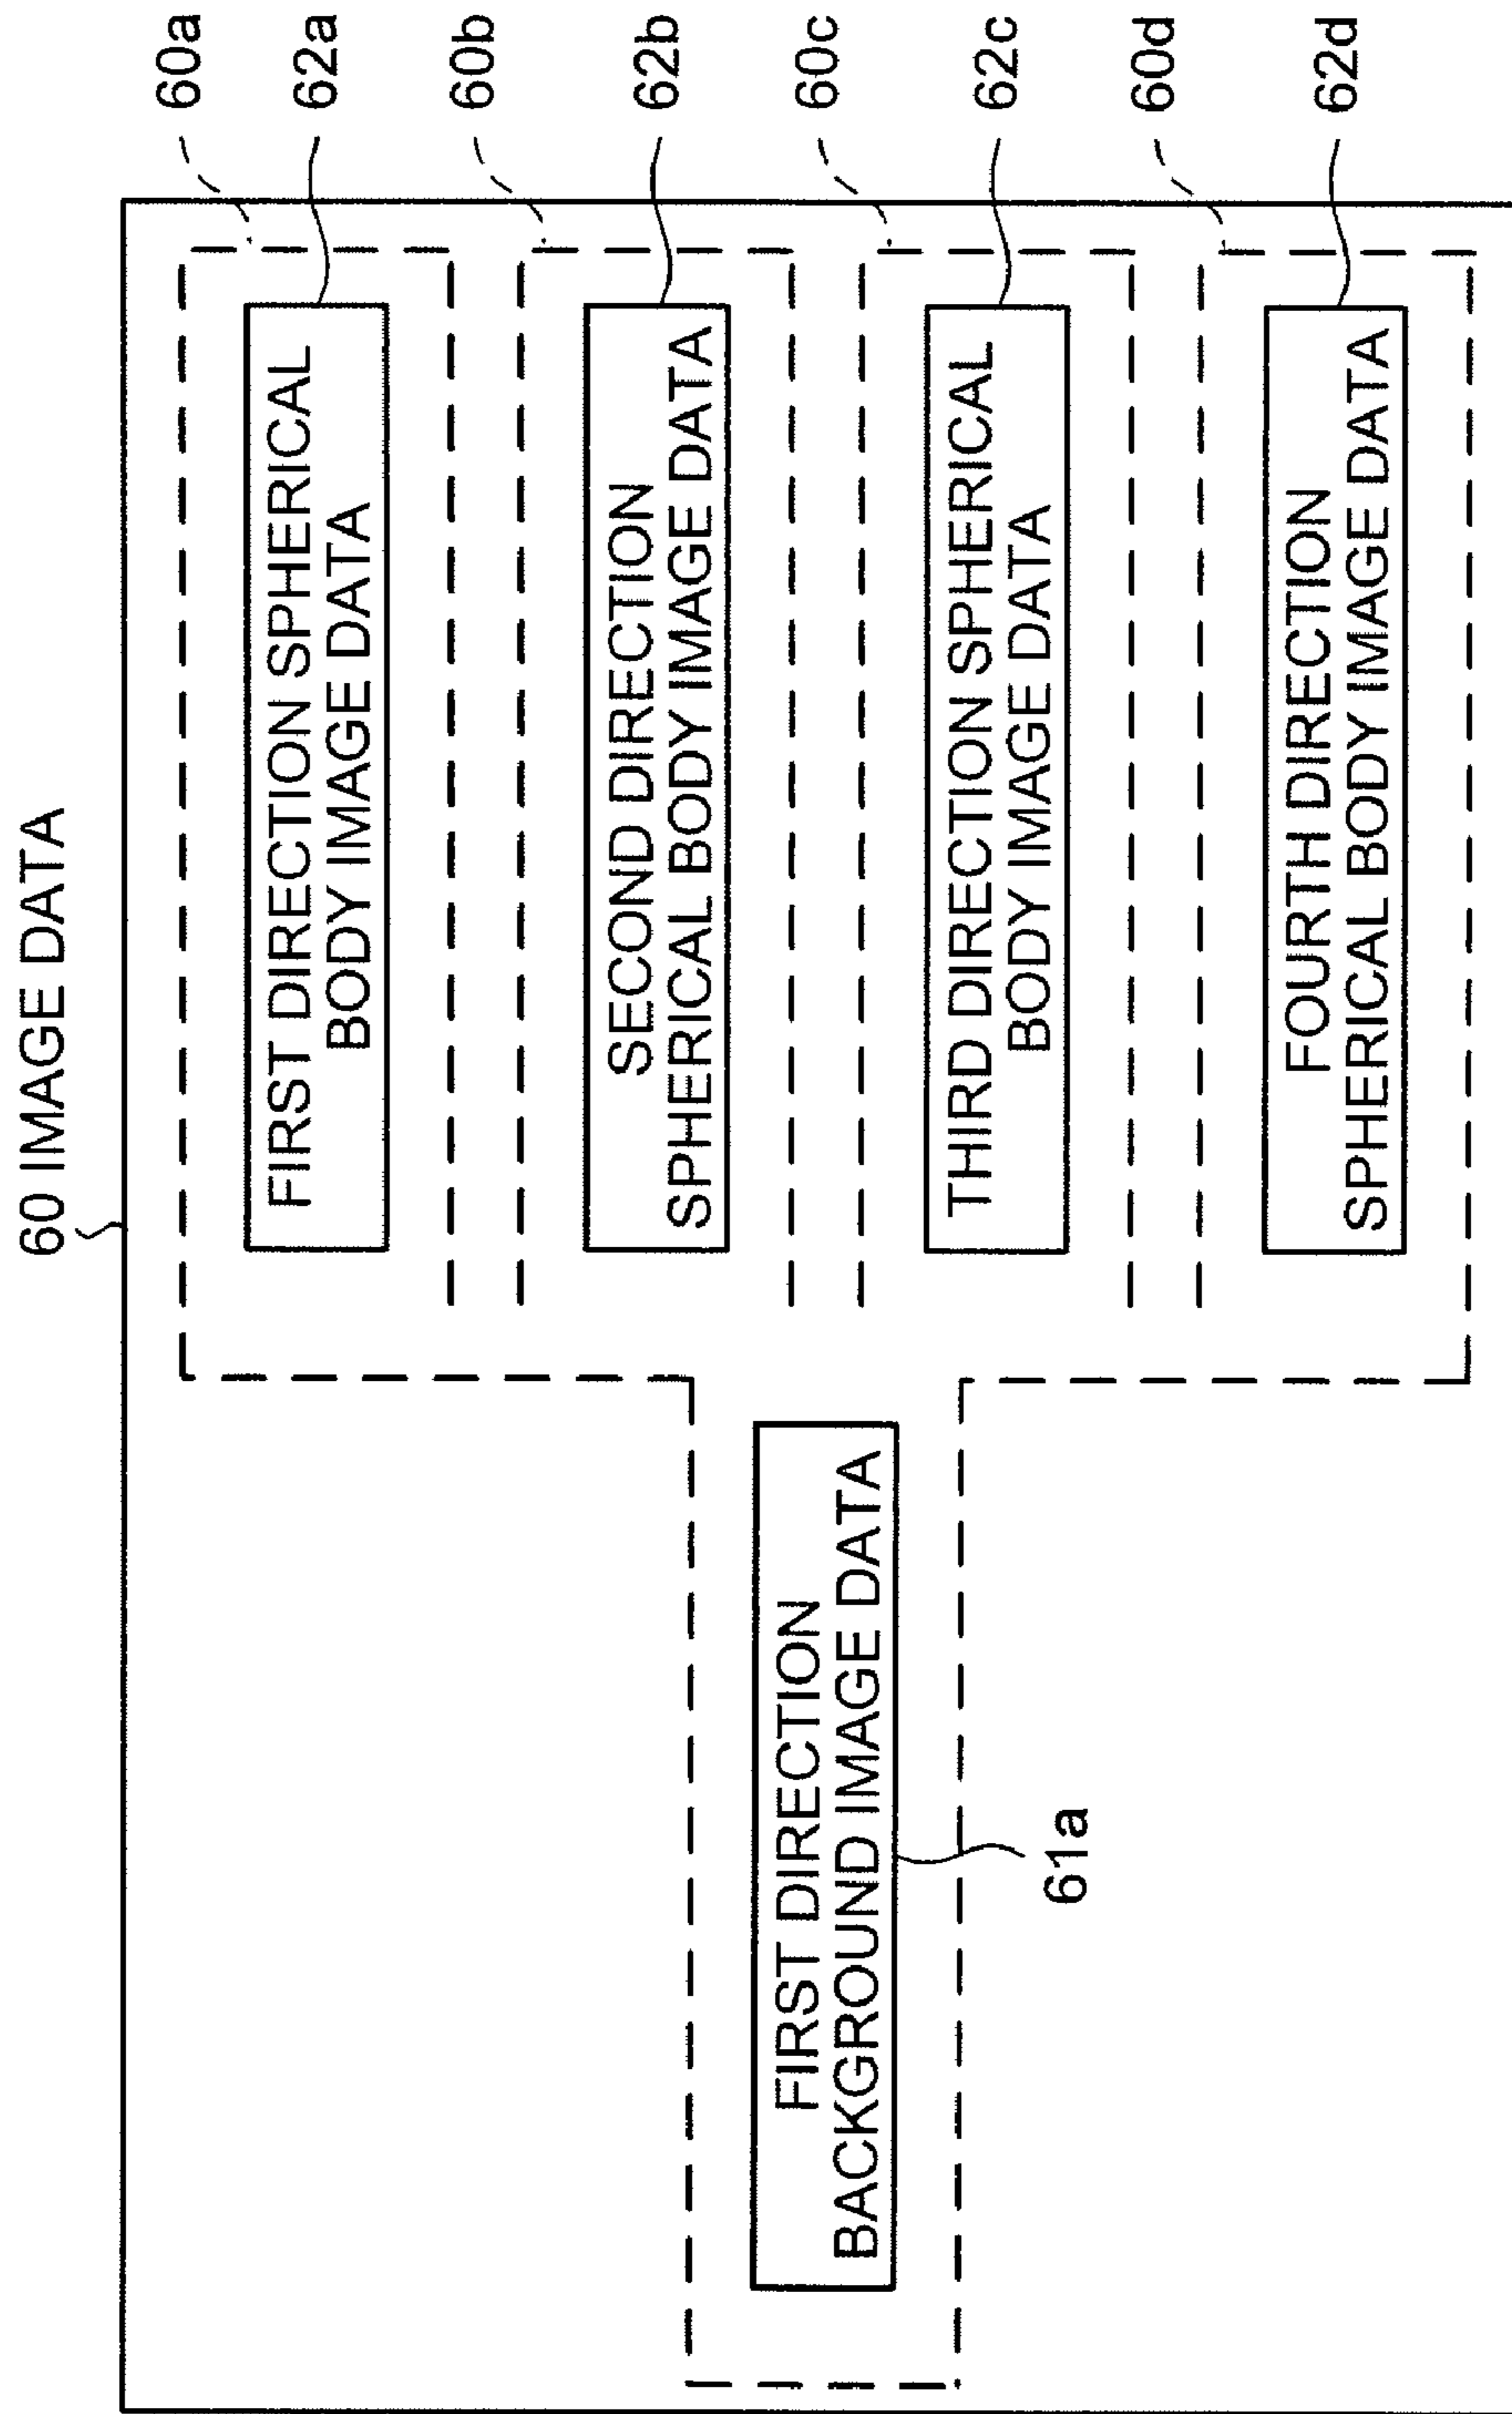 60 IMAGE DATA
FIRST DIRECTION
BACKGROUND IMAGE DATA
61a
FIRST DIRECTION SPHERICAL
BODY IMAGE DATA
60a
62a
SECOND DIRECTION
SPHERICAL BODY IMAGE DATA
60b
62b
THIRD DIRECTION SPHERICAL
BODY IMAGE DATA
60c
62c
FOURTH DIRECTION
SPHERICAL BODY IMAGE DATA
60d
62d